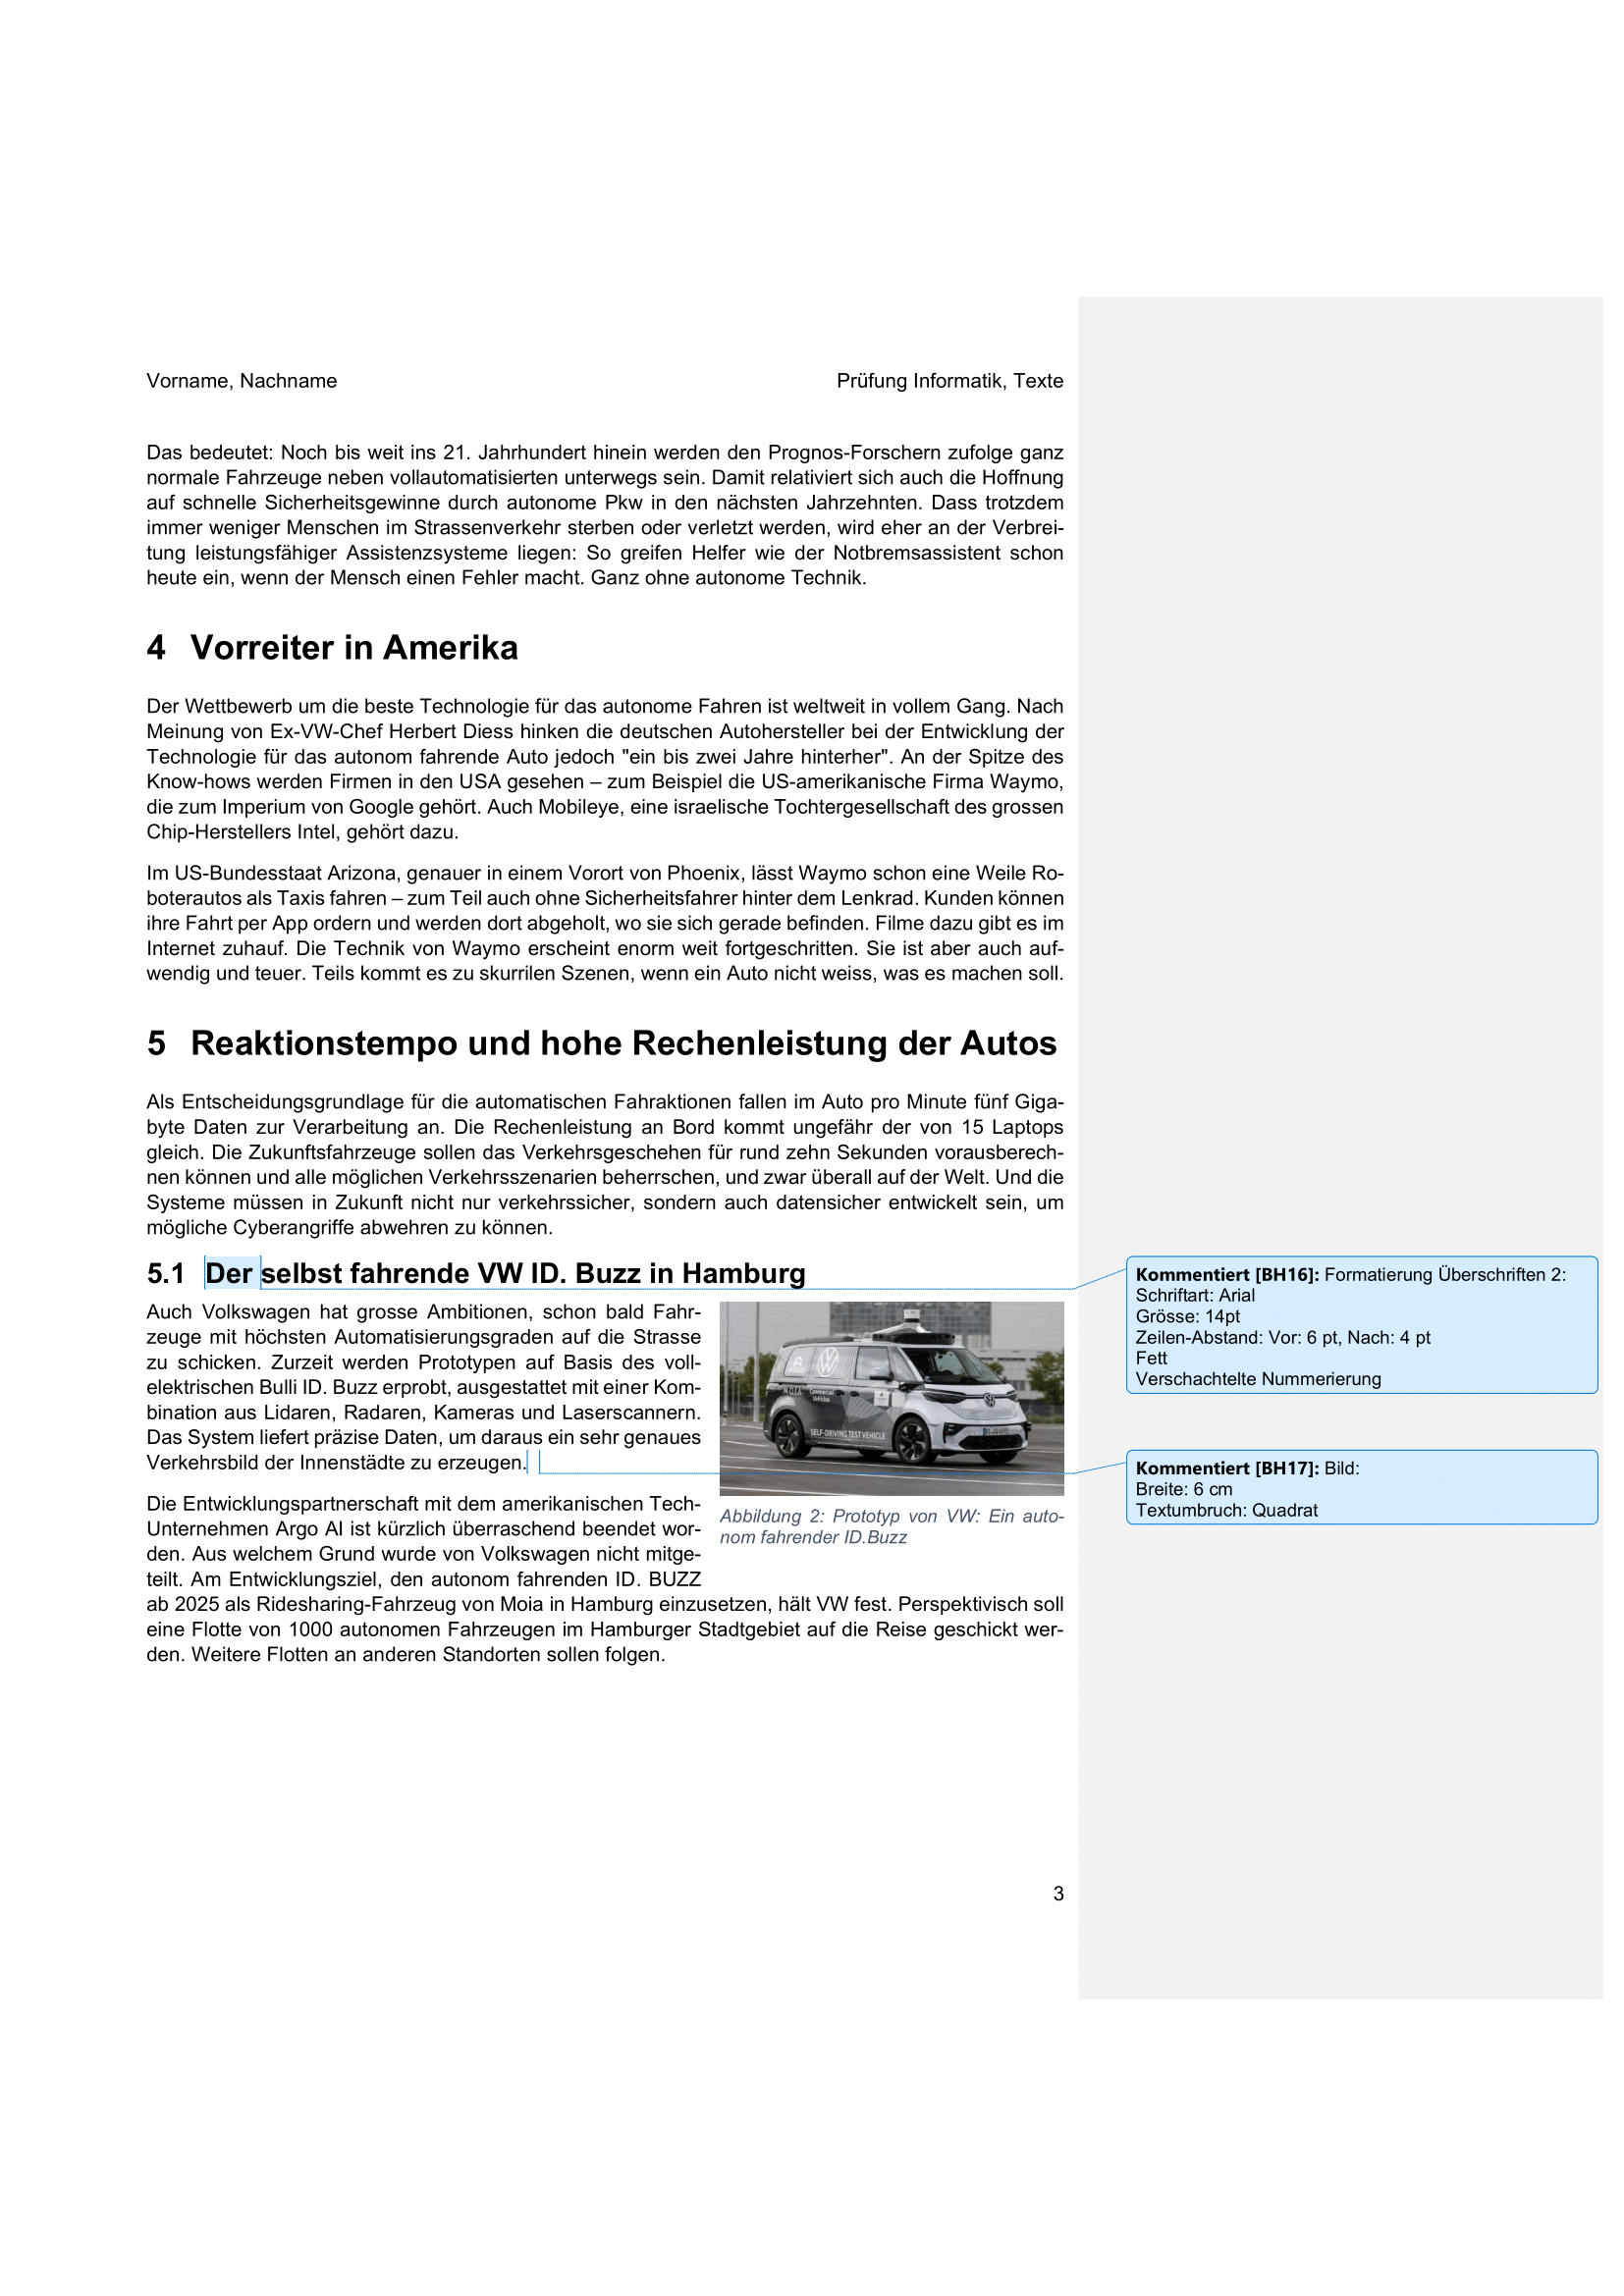 Vorname, Nachname
Prüfung Informatik, Texte
Das bedeutet: Noch bis weit ins 21. Jahrhundert hinein werden den Prognos-Forschern zufolge ganz
normale Fahrzeuge neben vollautomatisierten unterwegs sein. Damit relativiert sich auch die Hoffnung
auf schnelle Sicherheitsgewinne durch autonome Pkw in den nächsten Jahrzehnten. Dass trotzdem
immer weniger Menschen im Strassenverkehr sterben oder verletzt werden, wird eher an der Verbrei-
tung leistungsfähiger Assistenzsysteme liegen: So greifen Helfer wie der Notbremsassistent schon
heute ein, wenn der Mensch einen Fehler macht. Ganz ohne autonome Technik.
4 Vorreiter in Amerika
Der Wettbewerb um die beste Technologie für das autonome Fahren ist weltweit in vollem Gang. Nach
Meinung von Ex-VW-Chef Herbert Diess hinken die deutschen Autohersteller bei der Entwicklung der
Technologie für das autonom fahrende Auto jedoch "ein bis zwei Jahre hinterher". An der Spitze des
Know-hows werden Firmen in den USA gesehen – zum Beispiel die US-amerikanische Firma Waymo,
die zum Imperium von Google gehört. Auch Mobileye, eine israelische Tochtergesellschaft des grossen
Chip-Herstellers Intel, gehört dazu.
Im US-Bundesstaat Arizona, genauer in einem Vorort von Phoenix, lässt Waymo schon eine Weile Ro-
boterautos als Taxis fahren – zum Teil auch ohne Sicherheitsfahrer hinter dem Lenkrad. Kunden können
ihre Fahrt per App ordern und werden dort abgeholt, wo sie sich gerade befinden. Filme dazu gibt es im
Internet zuhauf. Die Technik von Waymo erscheint enorm weit fortgeschritten. Sie ist aber auch auf-
wendig und teuer. Teils kommt es zu skurrilen Szenen, wenn ein Auto nicht weiss, was es machen soll.
5 Reaktionstempo und hohe Rechenleistung der Autos
Als Entscheidungsgrundlage für die automatischen Fahraktionen fallen im Auto pro Minute fünf Giga-
byte Daten zur Verarbeitung an. Die Rechenleistung an Bord kommt ungefähr der von 15 Laptops
gleich. Die Zukunftsfahrzeuge sollen das Verkehrsgeschehen für rund zehn Sekunden vorausberech-
nen können und alle möglichen Verkehrsszenarien beherrschen, und zwar überall auf der Welt. Und die
Systeme müssen in Zukunft nicht nur verkehrssicher, sondern auch datensicher entwickelt sein, um
mögliche Cyberangriffe abwehren zu können.
5.1 Der selbst fahrende VW ID. Buzz in Hamburg
Auch Volkswagen hat grosse Ambitionen, schon bald Fahr-
zeuge mit höchsten Automatisierungsgraden auf die Strasse
zu schicken. Zurzeit werden Prototypen auf Basis des voll-
elektrischen Bulli ID. Buzz erprobt, ausgestattet mit einer Kom-
bination aus Lidaren, Radaren, Kameras und Laserscannern.
Das System liefert präzise Daten, um daraus ein sehr genaues
Verkehrsbild der Innenstädte zu erzeugen.
SELF-DRIVING TEST VEHICLE
Abbildung 2: Prototyp von VW: Ein auto-
nom fahrender ID.Buzz
Die Entwicklungspartnerschaft mit dem amerikanischen Tech-
Unternehmen Argo AI ist kürzlich überraschend beendet wor-
den. Aus welchem Grund wurde von Volkswagen nicht mitge-
teilt. Am Entwicklungsziel, den autonom fahrenden ID. BUZZ
ab 2025 als Ridesharing-Fahrzeug von Moia in Hamburg einzusetzen, hält VW fest. Perspektivisch soll
eine Flotte von 1000 autonomen Fahrzeugen im Hamburger Stadtgebiet auf die Reise geschickt wer-
den. Weitere Flotten an anderen Standorten sollen folgen.
3
Kommentiert [BH16]: Formatierung Überschriften 2:
Schriftart: Arial
Grösse: 14pt
Zeilen-Abstand: Vor: 6 pt, Nach: 4 pt
Fett
Verschachtelte Nummerierung
Kommentiert [BH17]: Bild:
Breite: 6 cm
Textumbruch: Quadrat